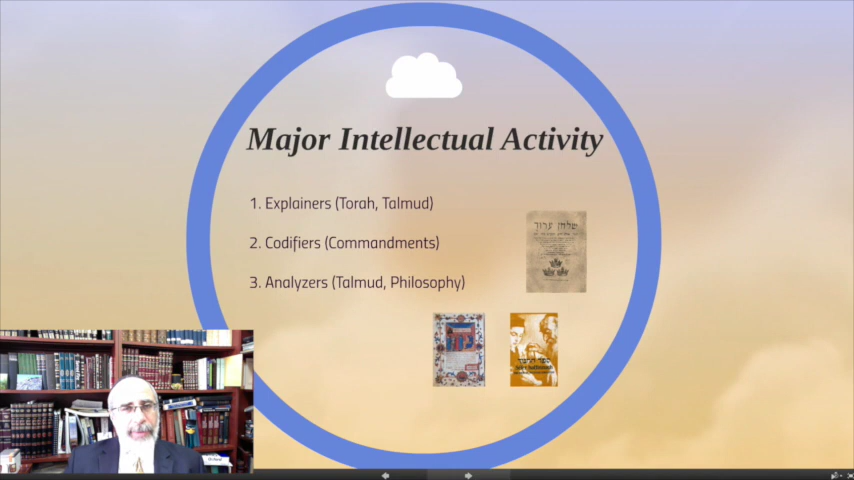 Major Intellectual Activity
1. Explainers (Torah, Talmud)
2. Codifiers (Commandments)
3. Analyzers (Talmud, Philosophy)
שלחן ערוך